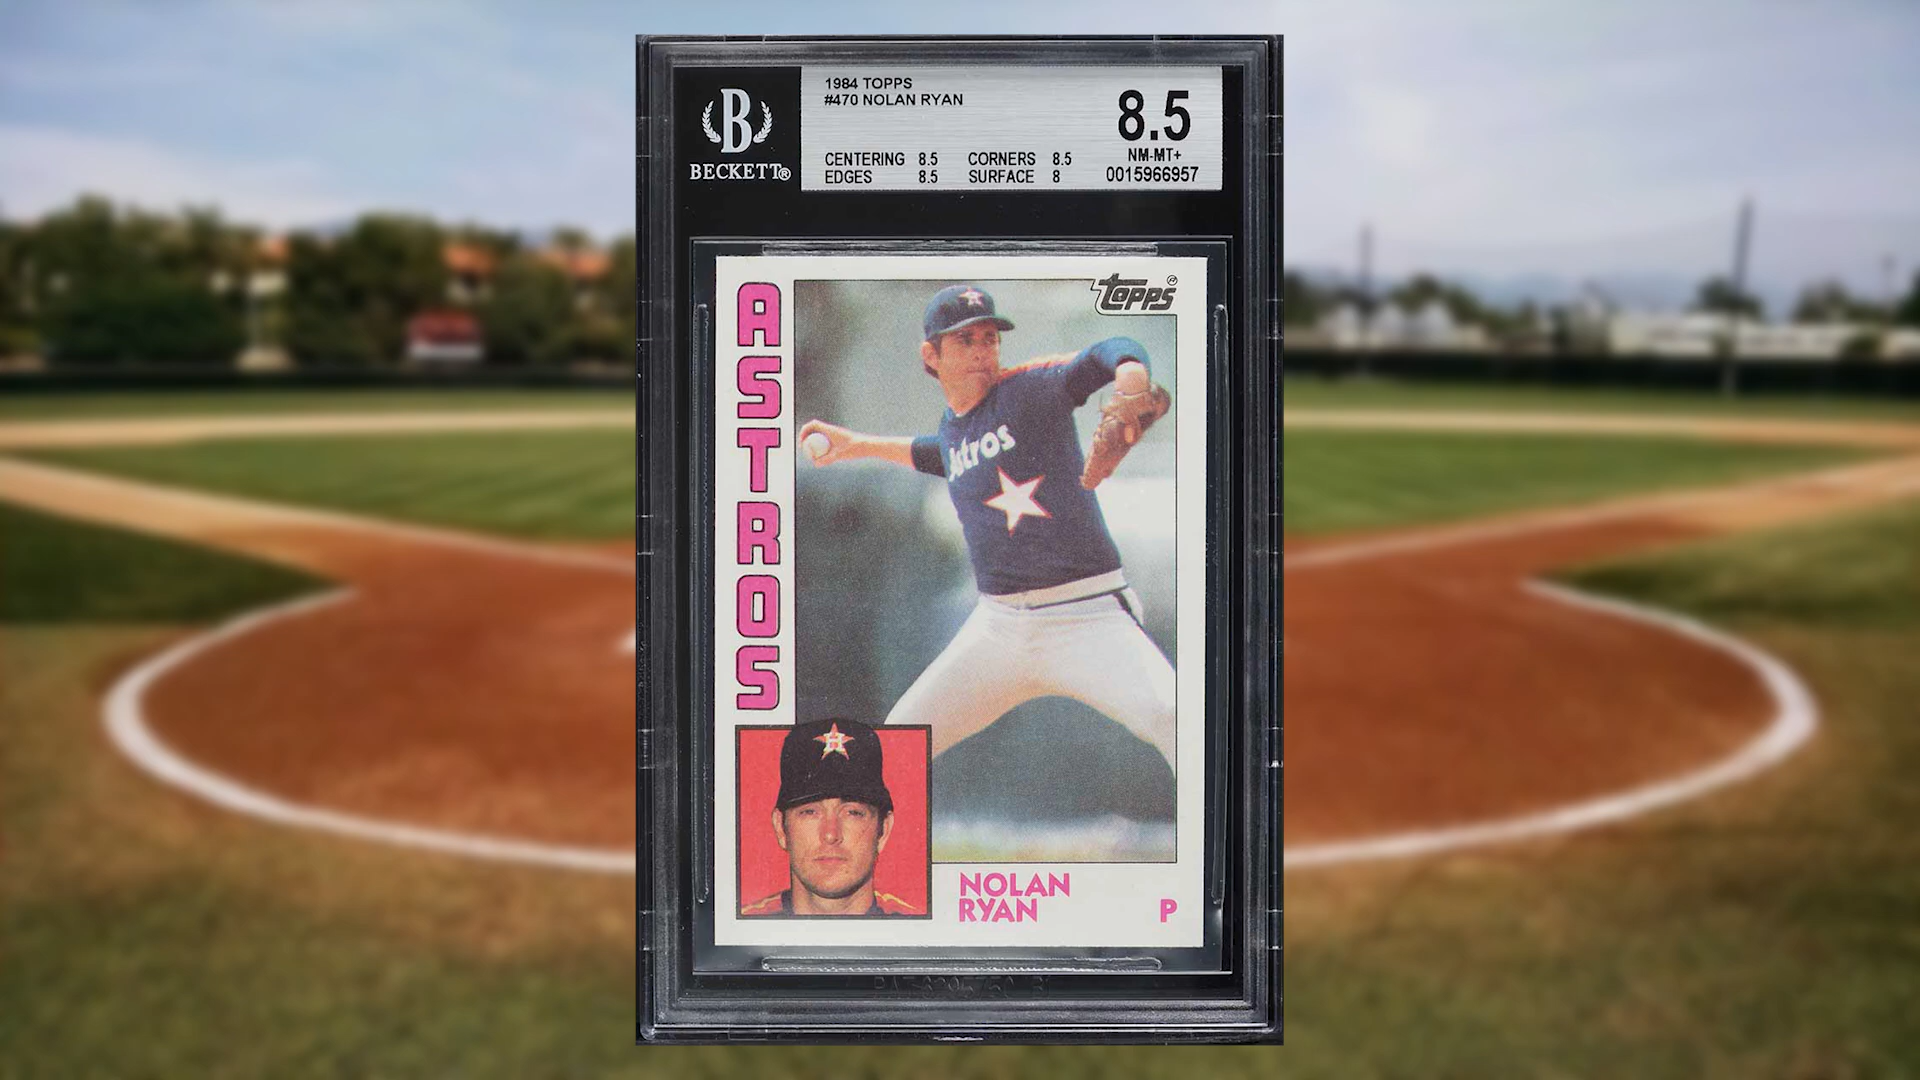 1984 TOPPS
#470 NOLAN RYAN
8.5
B
BECKETT®
CENTERING 8.5 CORNERS 8.5
EDGES 8.5 SURFACE 8
NM-MT+
0015966957
topps®
ASTROS
Astros
H
NOLAN
RYAN
P